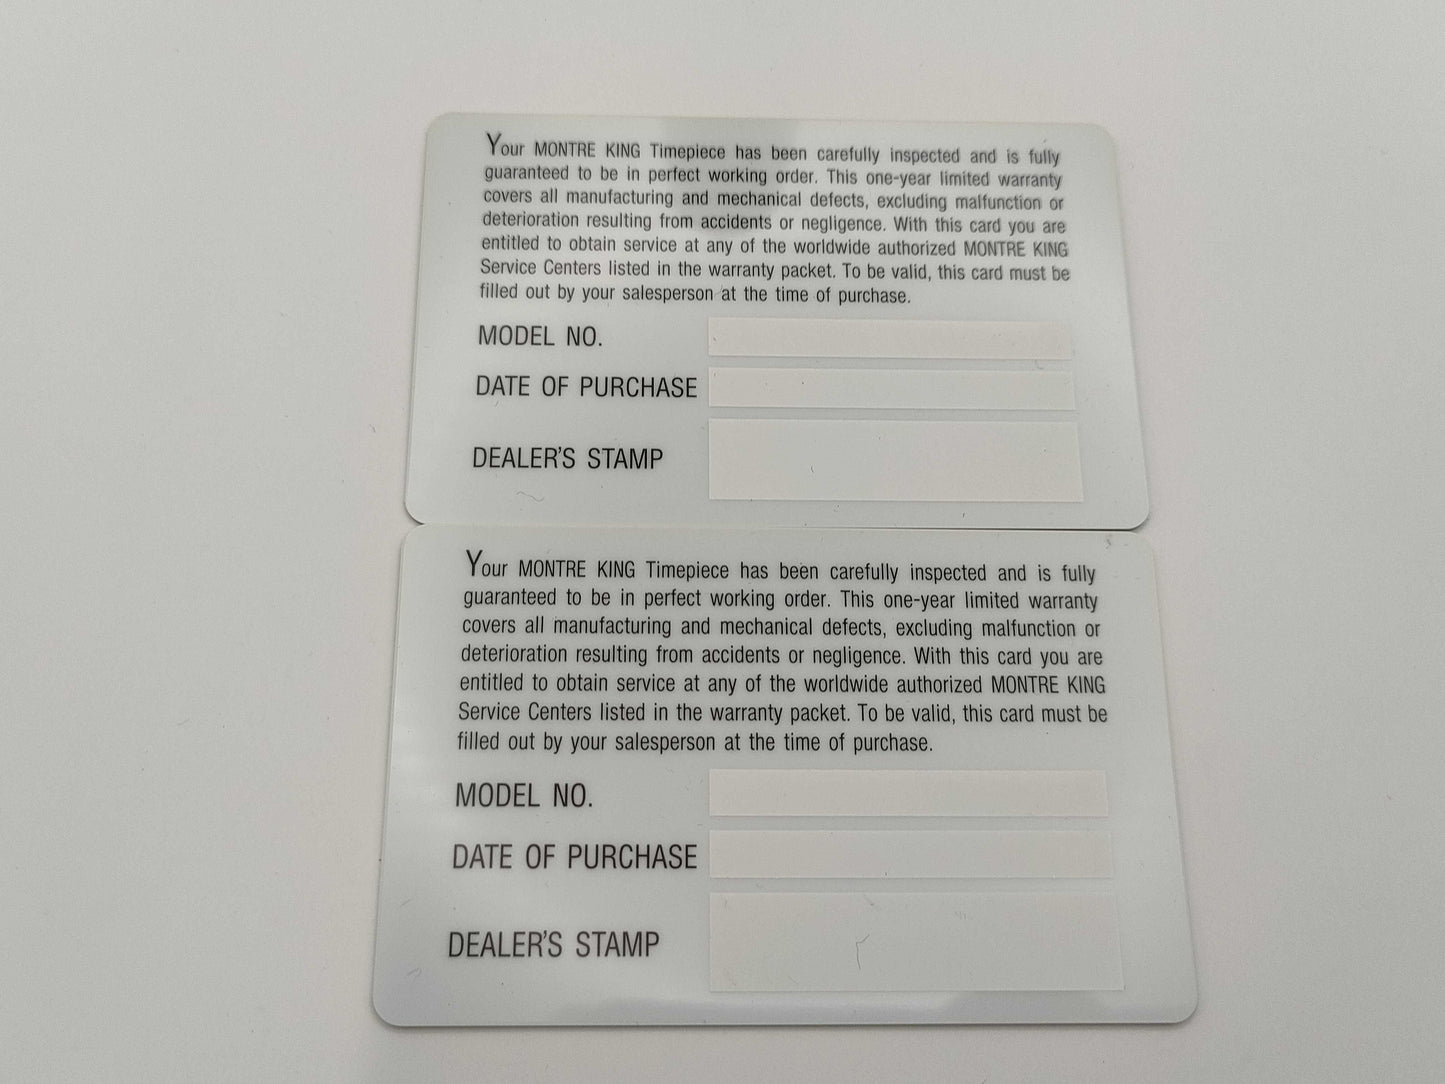 Your MONTRE KING Timepiece has been carefully inspected and is fully
guaranteed to be in perfect working order. This one-year limited warranty
covers all manufacturing and mechanical defects, excluding malfunction or
deterioration resulting from accidents or negligence. With this card you are
entitled to obtain service at any of the worldwide authorized MONTRE KING
Service Centers listed in the warranty packet. To be valid, this card must be
filled out by your salesperson at the time of purchase.
MODEL NO.
DATE OF PURCHASE
DEALER'S STAMP
Your MONTRE KING Timepiece has been carefully inspected and is fully
guaranteed to be in perfect working order. This one-year limited warranty
covers all manufacturing and mechanical defects, excluding malfunction or
deterioration resulting from accidents or negligence. With this card you are
entitled to obtain service at any of the worldwide authorized MONTRE KING
Service Centers listed in the warranty packet. To be valid, this card must be
filled out by your salesperson at the time of purchase.
MODEL NO.
DATE OF PURCHASE
DEALER'S STAMP